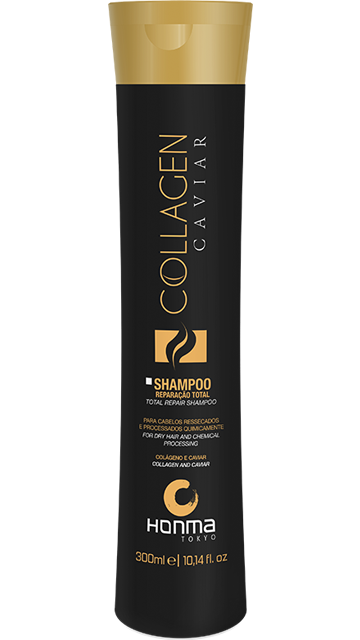 COLLAGEN
CAVIAR
SHAMPOO
REPARAÇÃO TOTAL
TOTAL REPAIR SHAMPOO
PARA CABELOS RESSECADOS
E PROCESSADOS QUIMICAMENTE
FOR DRY HAIR AND CHEMICAL
PROCESSING
COLÁGENO E CAVIAR
COLLAGEN AND CAVIAR
HONMA
TOKYO
300ml e | 10,14 fl. oz